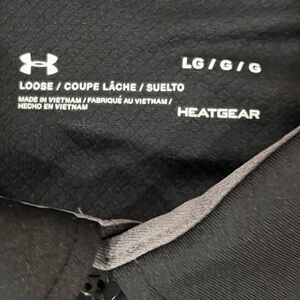 LG / G / G
LOOSE / COUPE LÂCHE / SUELTO
MADE IN VIETNAM / FABRIQUÉ AU VIETNAM /
HECHO EN VIETNAM
HEATGEAR